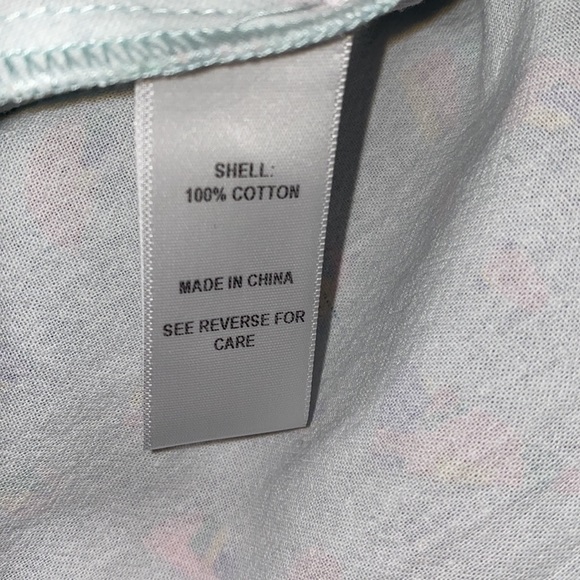 SHELL:
100% COTTON
MADE IN CHINA
SEE REVERSE FOR
CARE